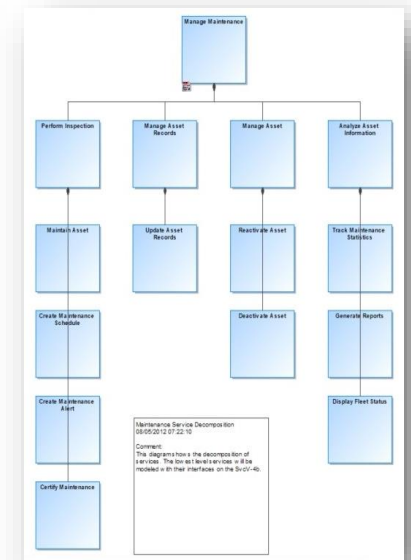 Manage Maintenance
Perform Inspection
Manage Asset
Records
Manage Asset
Analyze Asset
Information
Maintain Asset
Update Asset
Records
Reactivate Asset
Track Maintenance
Statistics
Create Maintenance
Schedule
Deactivate Asset
Generate Reports
Create Maintenance
Alert
Display Fleet Status
Certify Maintenance
Maintenance Service Decomposition
08/05/2012 07:22:10
Comment:
This diagram shows the decomposition of
services. The lowest level services will be
modeled with their interfaces on the SvcV-4b.